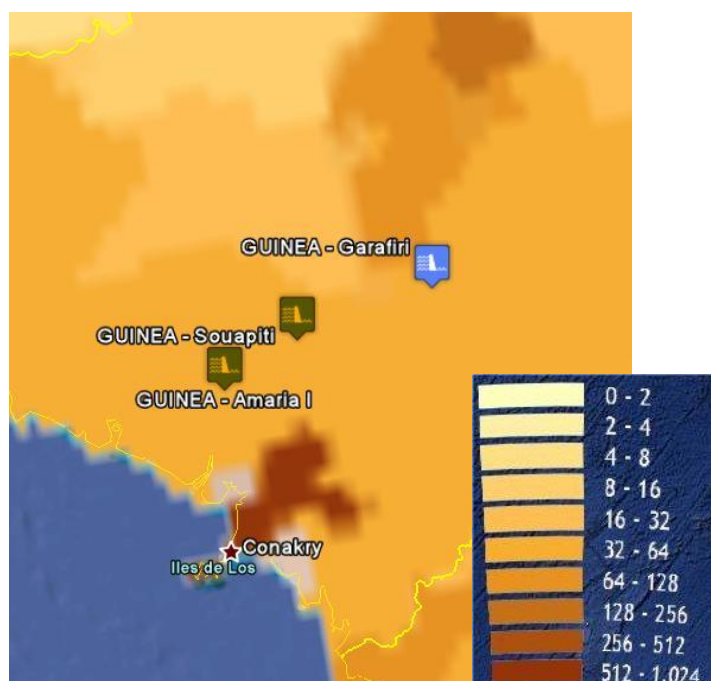 GUINEA - Garafiri
GUINEA - Souapiti
GUINEA - Amaria I
Conakry
Iles de Los
0 - 2
2 - 4
4 - 8
8 - 16
16 - 32
32 - 64
64 - 128
128 - 256
256 - 512
512 - 1,024